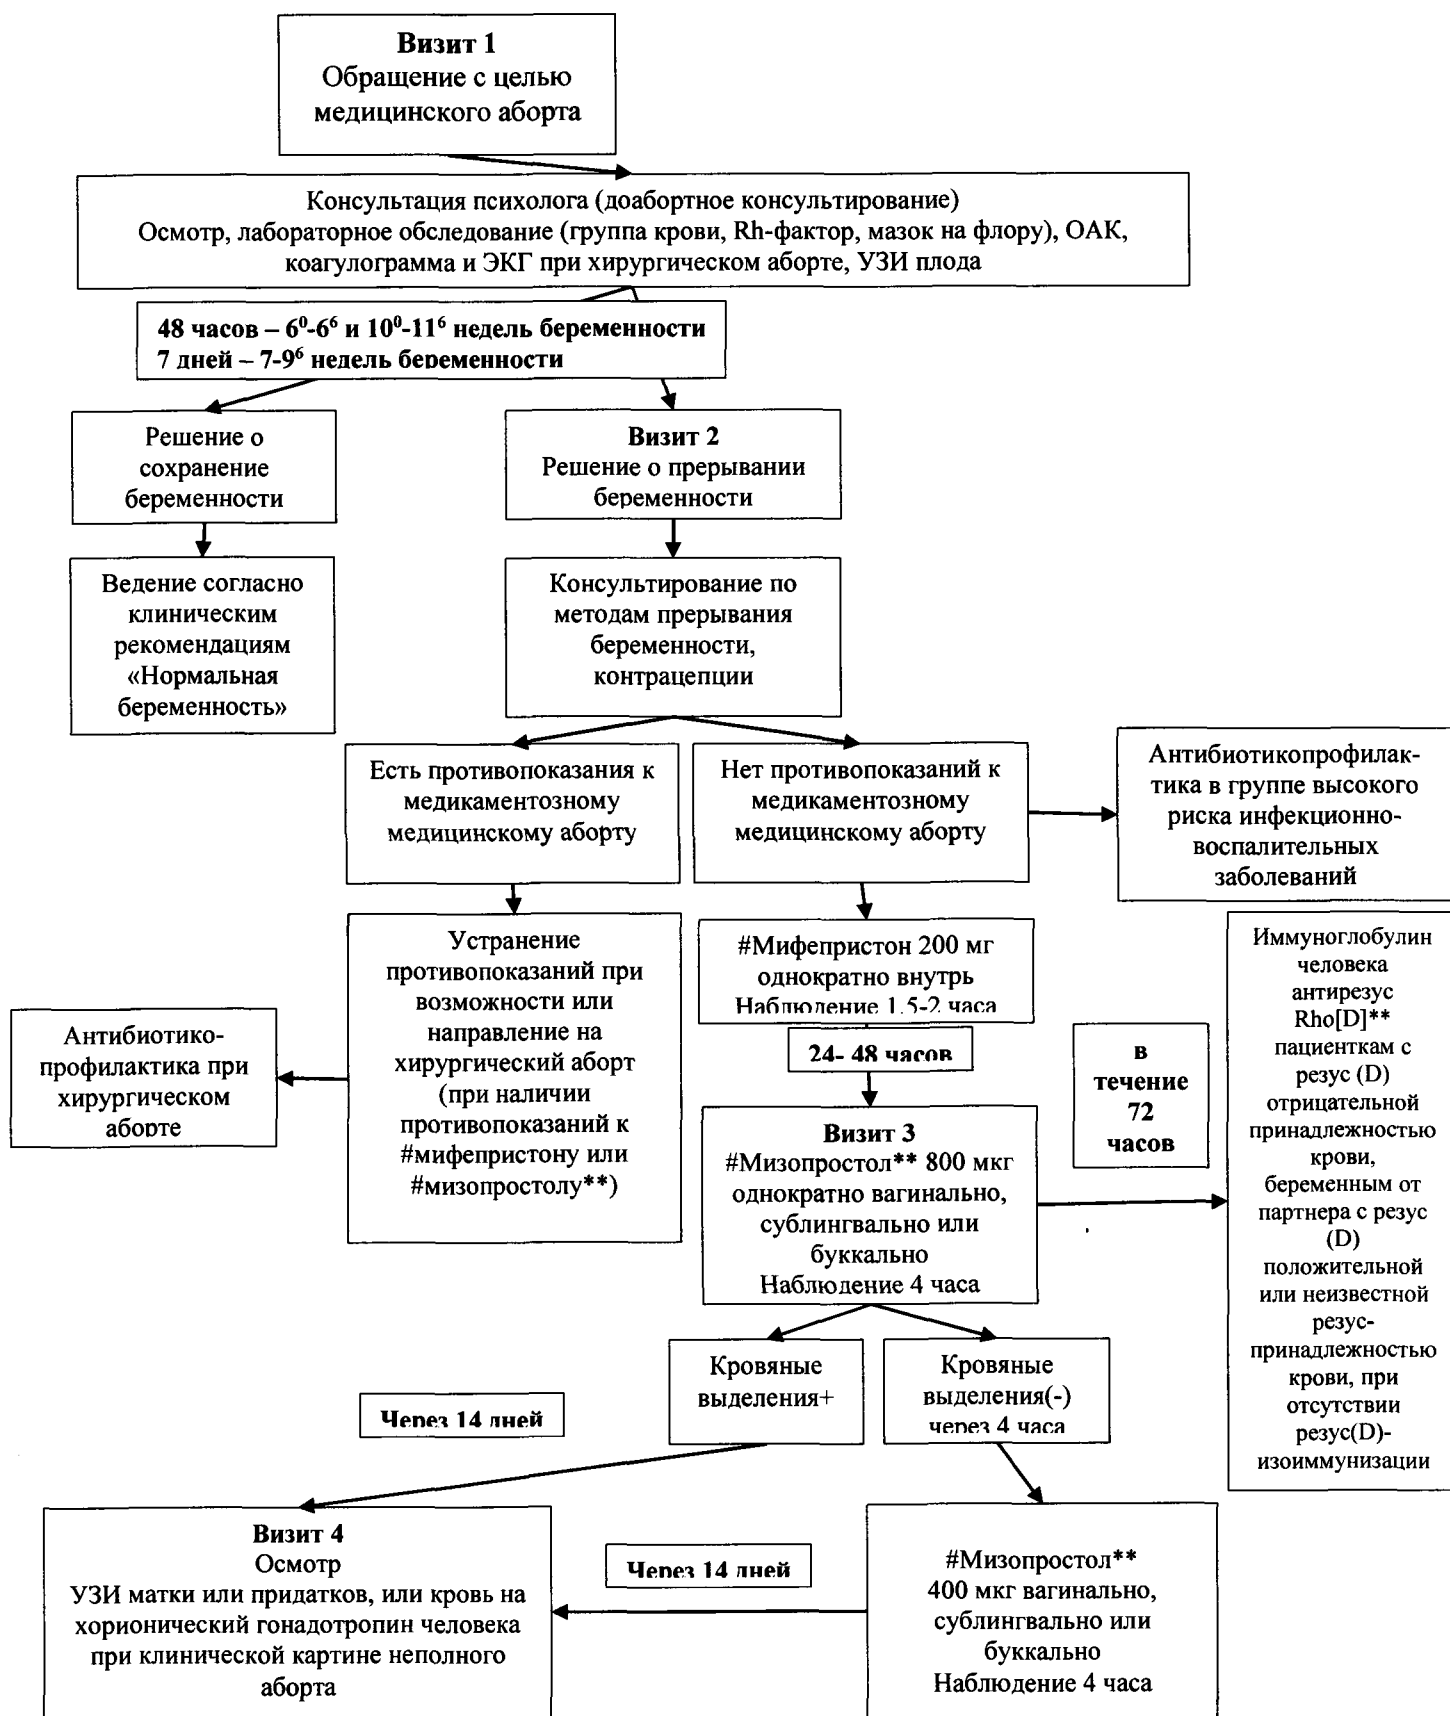 Визит 1
Обращение с целью
медицинского аборта
Консультация психолога (доабортное консультирование)
Осмотр, лабораторное обследование (группа крови, Rh-фактор, мазок на флору), ОАК,
коагулограмма и ЭКГ при хирургическом аборте, УЗИ плода
48 часов – 6⁰-6⁶ и 10⁰-11⁶ недель беременности
7 дней – 7-9⁶ недель беременности
Решение о
сохранение
беременности
Визит 2
Решение о прерывании
беременности
Ведение согласно
клиническим
рекомендациям
«Нормальная
беременность»
Консультирование по
методам прерывания
беременности,
контрацепции
Есть противопоказания к
медикаментозному
медицинскому аборту
Нет противопоказаний к
медикаментозному
медицинскому аборту
Антибиотикопрофилак-
тика в группе высокого
риска инфекционно-
воспалительных
заболеваний
Устранение
противопоказаний при
возможности или
направление на
хирургический аборт
(при наличии
противопоказаний к
#мифепристону или
#мизопростолу**)
Антибиотико-
профилактика при
хирургическом
аборте
#Мифепристон 200 мг
однократно внутрь
Наблюдение 1,5-2 часа
24- 48 часов
Визит 3
#Мизопростол** 800 мкг
однократно вагинально,
сублингвально или
буккально
Наблюдение 4 часа
в
течение
72
часов
Иммуноглобулин
человека
антирезус
Rho[D]**
пациенткам с
резус (D)
отрицательной
принадлежностью
крови,
беременным от
партнера с резус
(D)
положительной
или неизвестной
резус-
принадлежностью
крови, при
отсутствии
резус(D)-
изоиммунизации
Кровяные
выделения+
Кровяные
выделения(-)
через 4 часа
Через 14 дней
Визит 4
Осмотр
УЗИ матки или придатков, или кровь на
хорионический гонадотропин человека
при клинической картине неполного
аборта
Через 14 дней
#Мизопростол**
400 мкг вагинально,
сублингвально или
буккально
Наблюдение 4 часа